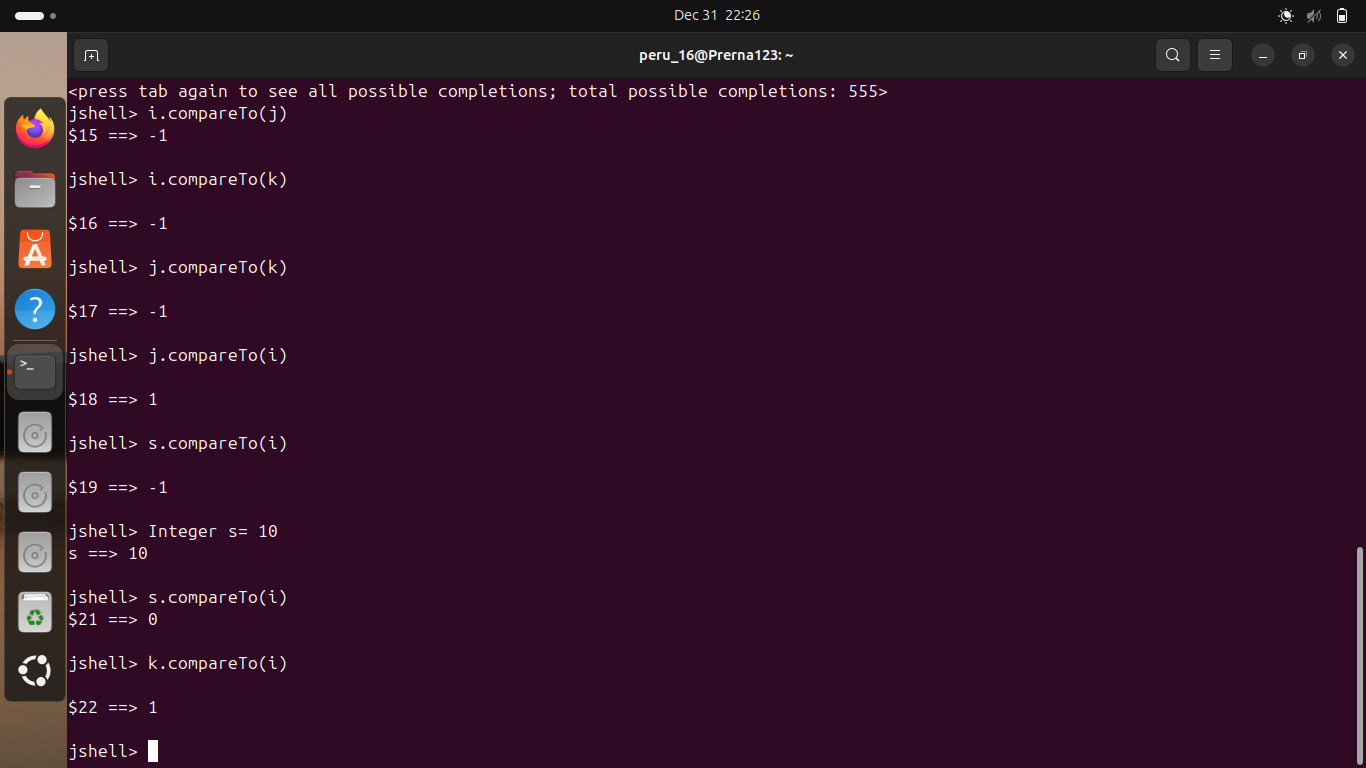 Dec 31 22:26
peru_16@Prerna123: ~
<press tab again to see all possible completions; total possible completions: 555>
jshell> i.compareTo(j)
$15 ==> -1
jshell> i.compareTo(k)
$16 ==> -1
jshell> j.compareTo(k)
$17 ==> -1
jshell> j.compareTo(i)
$18 ==> 1
jshell> s.compareTo(i)
$19 ==> -1
jshell> Integer s= 10
s ==> 10
jshell> s.compareTo(i)
$21 ==> 0
jshell> k.compareTo(i)
$22 ==> 1
jshell>